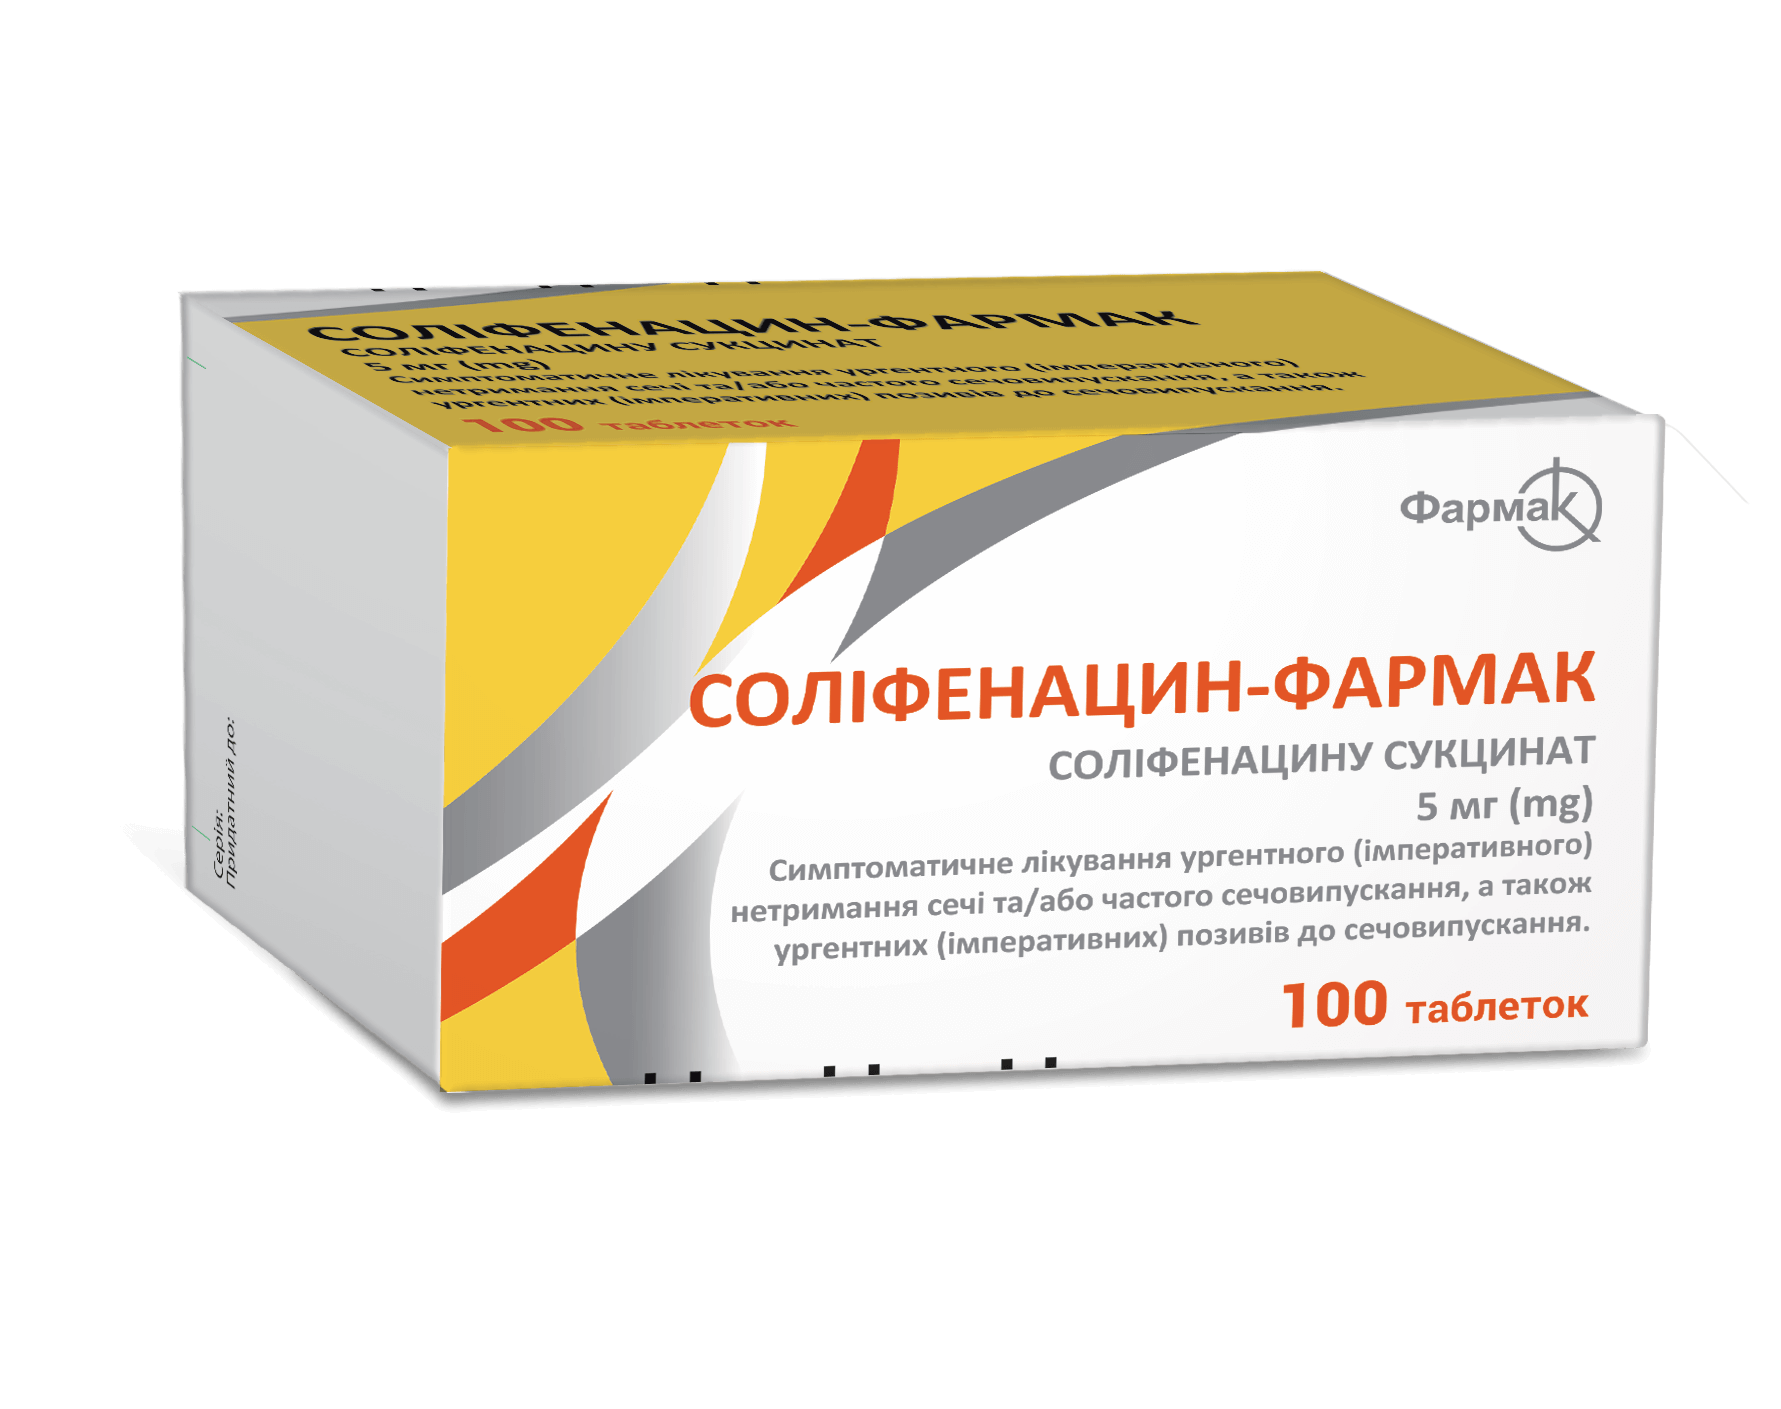 СОЛІФЕНАЦИН-ФАРМАК
СОЛІФЕНАЦИНУ СУКЦИНАТ
5 мг (mg)
Симптоматичне лікування ургентного (імперативного)
нетримання сечі та/або частого сечовипускання, а також
ургентних (імперативних) позивів до сечовипускання.
100 таблеток
Фармак
СОЛІФЕНАЦИН-ФАРМАК
СОЛІФЕНАЦИНУ СУКЦИНАТ
5 мг (mg)
Симптоматичне лікування ургентного (імперативного)
нетримання сечі та/або частого сечовипускання, а також
ургентних (імперативних) позивів до сечовипускання.
100 таблеток
Серія:
Придатний до: